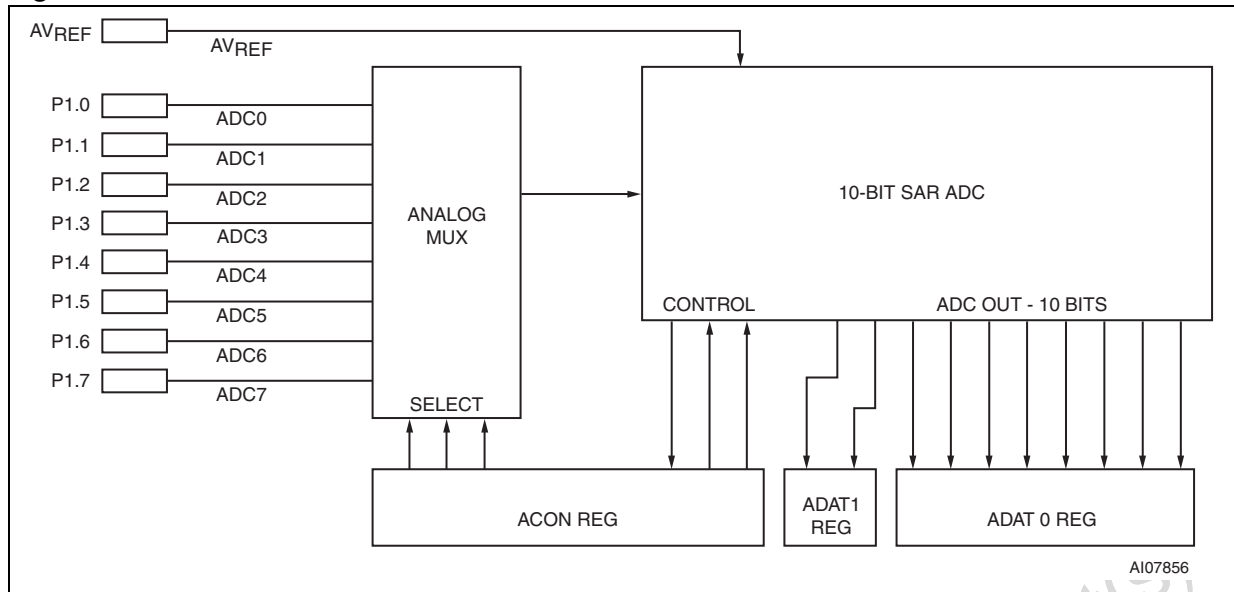 AVREF
AVREF
P1.0
ADC0
P1.1
ADC1
P1.2
ADC2
P1.3
ADC3
P1.4
ADC4
P1.5
ADC5
P1.6
ADC6
P1.7
ADC7
ANALOG
MUX
SELECT
10-BIT SAR ADC
CONTROL
ADC OUT - 10 BITS
ACON REG
ADAT1
REG
ADAT 0 REG
AI07856